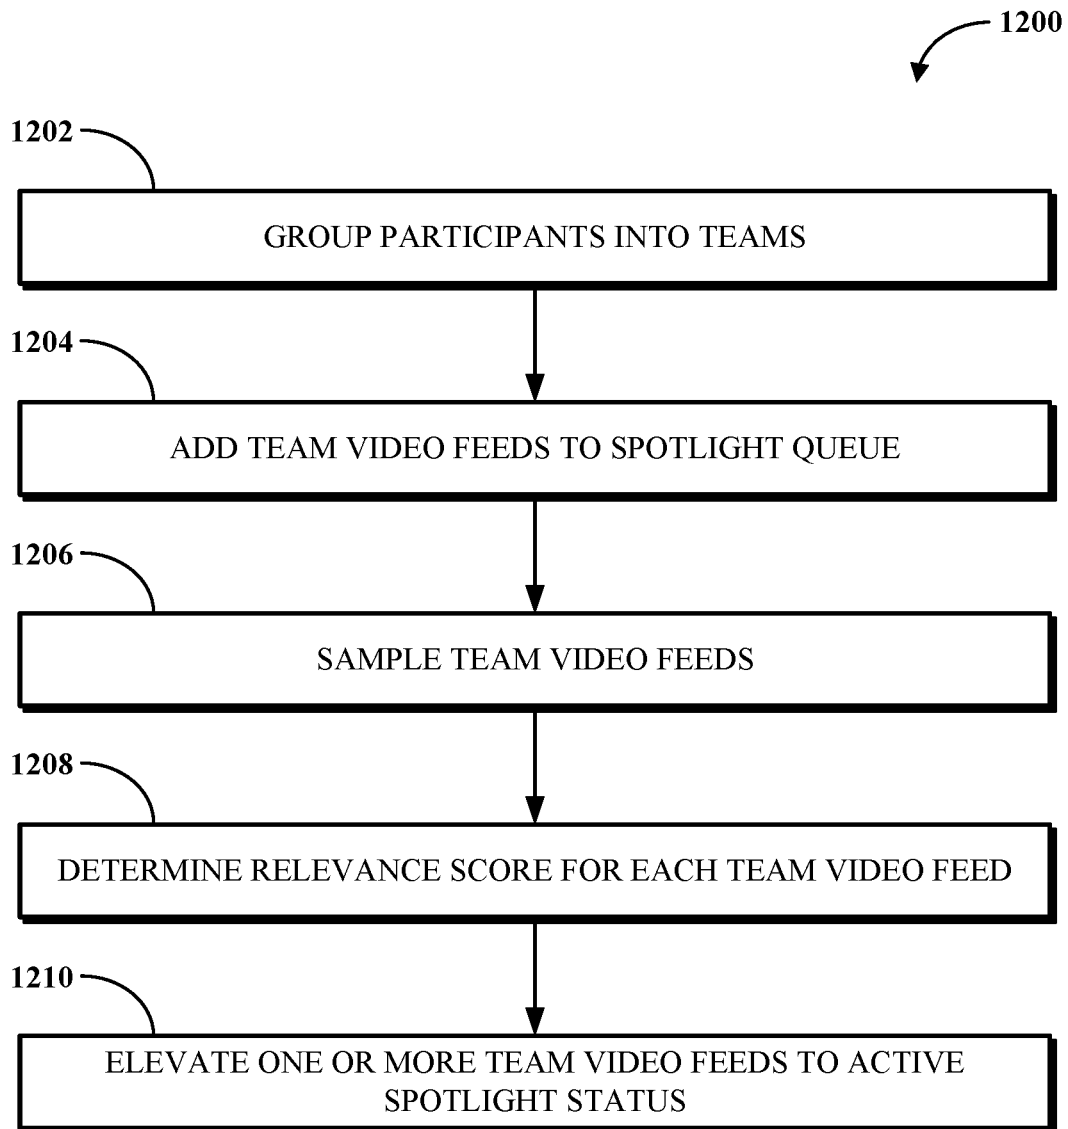 1200
1202
GROUP PARTICIPANTS INTO TEAMS
1204
ADD TEAM VIDEO FEEDS TO SPOTLIGHT QUEUE
1206
SAMPLE TEAM VIDEO FEEDS
1208
DETERMINE RELEVANCE SCORE FOR EACH TEAM VIDEO FEED
1210
ELEVATE ONE OR MORE TEAM VIDEO FEEDS TO ACTIVE
SPOTLIGHT STATUS